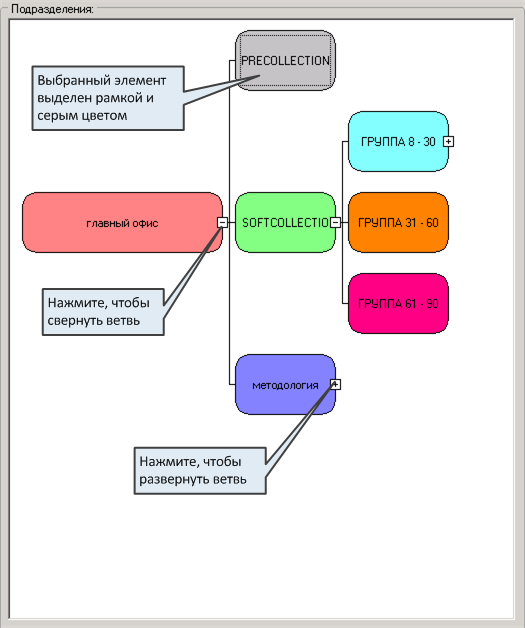 Подразделения:
PRECOLLECTION
Выбранный элемент
выделен рамкой и
серым цветом
ГРУППА 8 - 30
главный офис
SOFTCOLLECTIO
ГРУППА 31 - 60
Нажмите, чтобы
свернуть ветвь
ГРУППА 61 - 90
методология
Нажмите, чтобы
развернуть ветвь